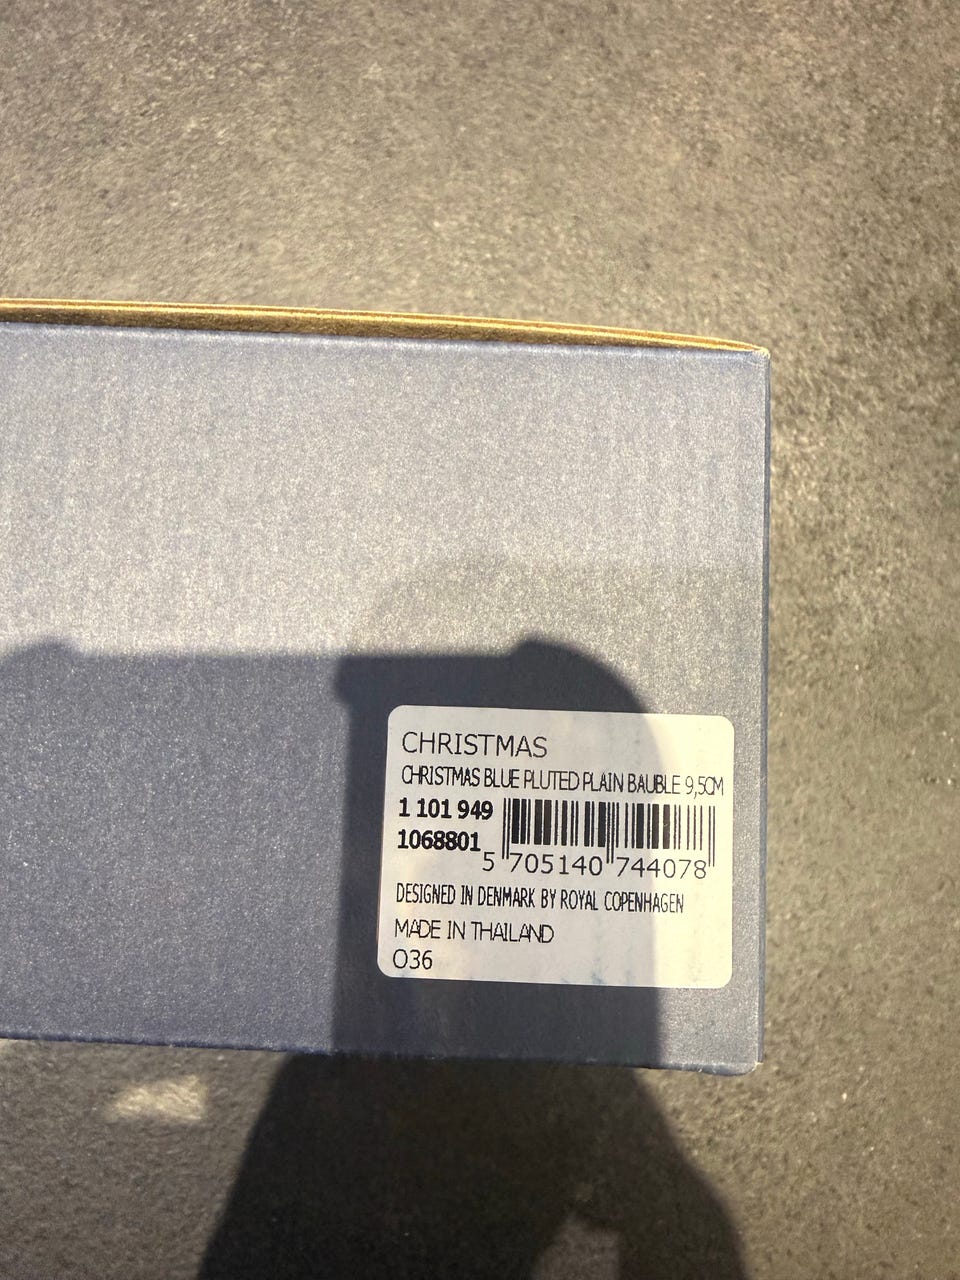 CHRISTMAS
CHRISTMAS BLUE PLUTED PLAIN BAUBLE 9,5CM
1 101 949
1068801
5 705140 744078
DESIGNED IN DENMARK BY ROYAL COPENHAGEN
MADE IN THAILAND
O36